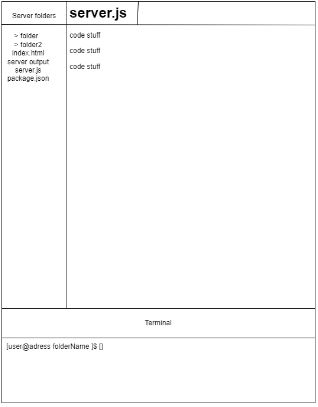 Server folders
server.js
> folder
> folder2
index.html
server output
server.js
package.json
code stuff
code stuff
code stuff
Terminal
[user@adress folderName ]$ []